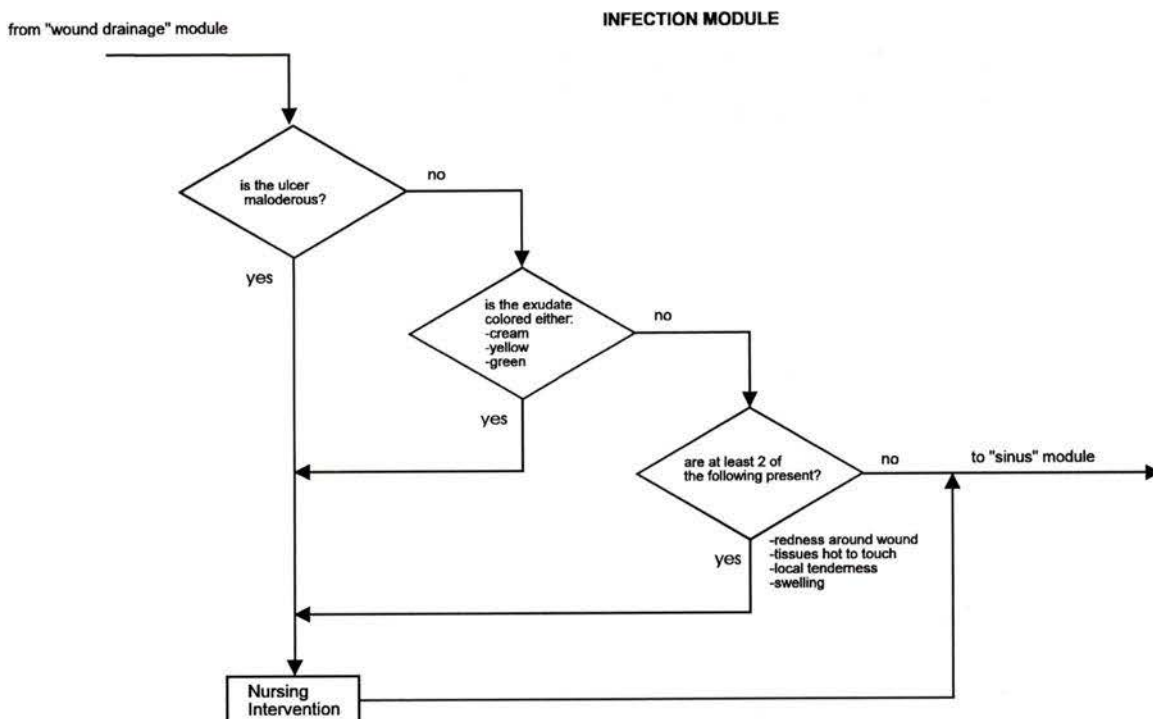 INFECTION MODULE
from "wound drainage" module
is the ulcer
maloderous?
no
yes
is the exudate
colored either:
-cream
-yellow
-green
no
yes
are at least 2 of
the following present?
no
to "sinus" module
yes
-redness around wound
-tissues hot to touch
-local tenderness
-swelling
Nursing
Intervention